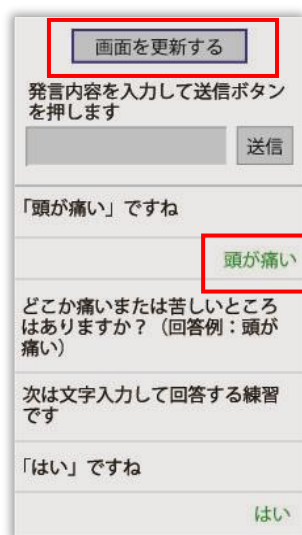 画面を更新する
発言内容を入力して送信ボタン
を押します
送信
「頭が痛い」ですね
頭が痛い
どこか痛いまたは苦しいところ
はありますか？（回答例：頭が
痛い）
次は文字入力して回答する練習
です
「はい」ですね
はい